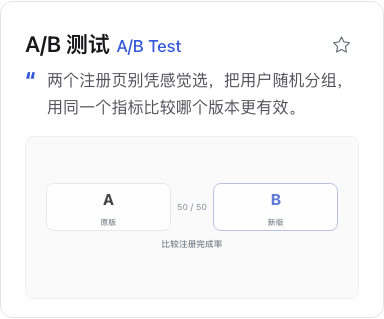 A/B 测试 A/B Test
“ 两个注册页别凭感觉选，把用户随机分组，
用同一个指标比较哪个版本更有效。
A 50 / 50 B
原版 新版
比较注册完成率